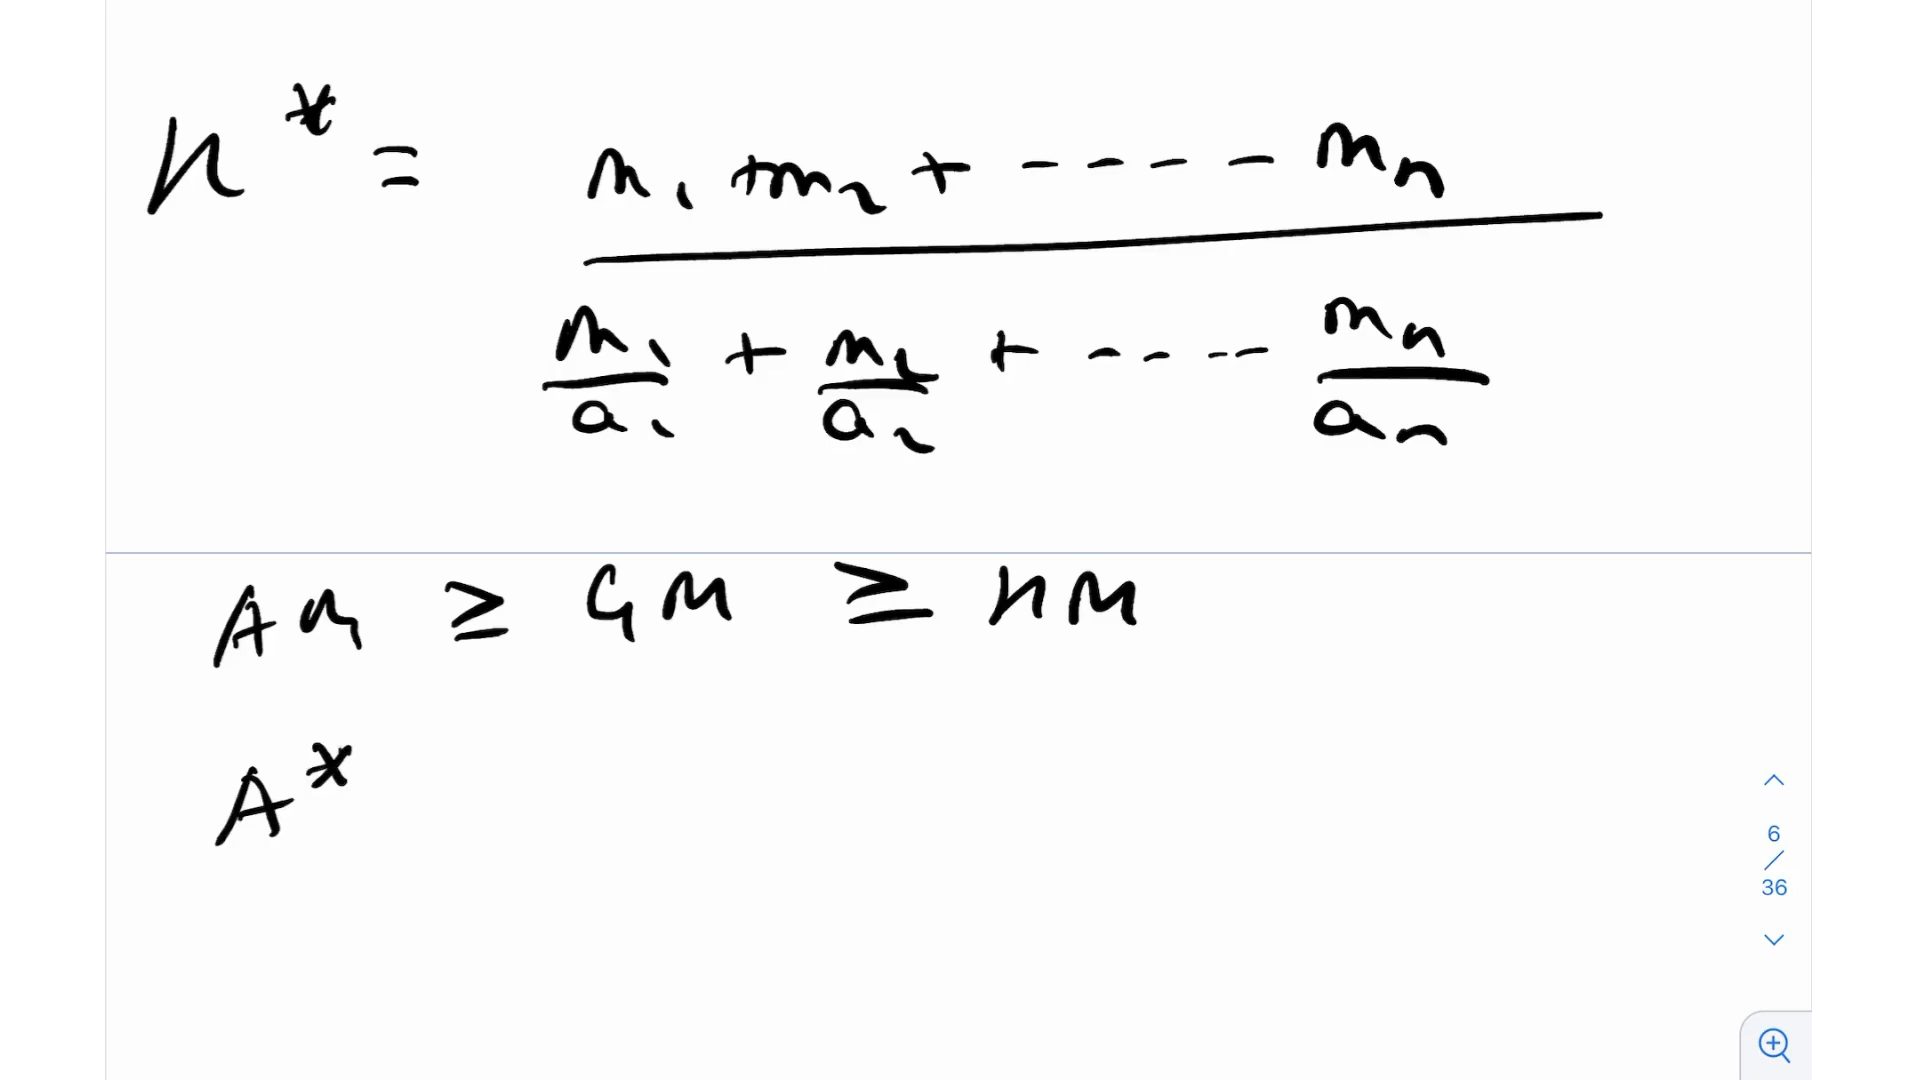 H* = (m₁ + m₂ + ----- mₙ) / (m₁/a₁ + m₂/a₂ + ----- mₙ/aₙ)
AM ≥ GM ≥ HM
A*
6
/
36